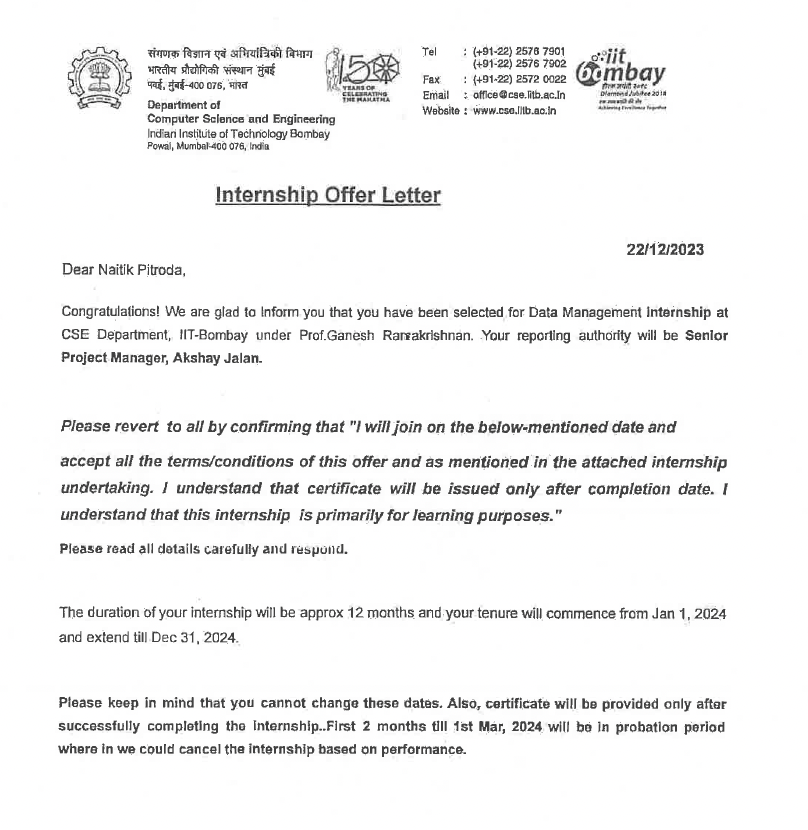 संगणक विज्ञान एवं अभियांत्रिकी विभाग
भारतीय प्रौद्योगिकी संस्थान मुंबई
पवई, मुंबई-400 076, भारत
Department of
Computer Science and Engineering
Indian Institute of Technology Bombay
Powai, Mumbai-400 076, India
150
YEARS OF
CELEBRATING
THE MAHATMA
Tel : (+91-22) 2576 7901
(+91-22) 2576 7902
Fax : (+91-22) 2572 0022
Email : office@cse.iitb.ac.in
Website : www.cse.iitb.ac.in
iit
bombay
Diamond Jubilee 2018
Achieving Excellence Together
Internship Offer Letter
22/12/2023
Dear Naitik Pitroda,
Congratulations! We are glad to inform you that you have been selected for Data Management Internship at
CSE Department, IIT-Bombay under Prof.Ganesh Ramakrishnan. Your reporting authority will be Senior
Project Manager, Akshay Jalan.
Please revert to all by confirming that "I will join on the below-mentioned date and
accept all the terms/conditions of this offer and as mentioned in the attached internship
undertaking. I understand that certificate will be issued only after completion date. I
understand that this internship is primarily for learning purposes."
Please read all details carefully and respond.
The duration of your internship will be approx 12 months and your tenure will commence from Jan 1, 2024
and extend till Dec 31, 2024.
Please keep in mind that you cannot change these dates. Also, certificate will be provided only after
successfully completing the internship..First 2 months till 1st Mar, 2024 will be in probation period
where in we could cancel the internship based on performance.